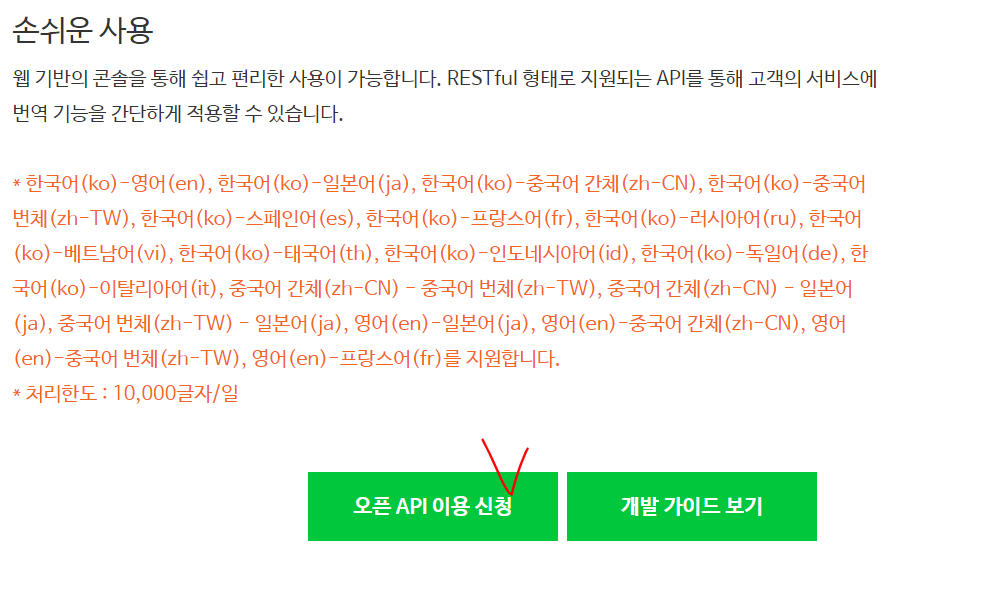 손쉬운 사용
웹 기반의 콘솔을 통해 쉽고 편리한 사용이 가능합니다. RESTful 형태로 지원되는 API를 통해 고객의 서비스에
번역 기능을 간단하게 적용할 수 있습니다.
* 한국어(ko)-영어(en), 한국어(ko)-일본어(ja), 한국어(ko)-중국어 간체(zh-CN), 한국어(ko)-중국어
번체(zh-TW), 한국어(ko)-스페인어(es), 한국어(ko)-프랑스어(fr), 한국어(ko)-러시아어(ru), 한국어
(ko)-베트남어(vi), 한국어(ko)-태국어(th), 한국어(ko)-인도네시아어(id), 한국어(ko)-독일어(de), 한
국어(ko)-이탈리아어(it), 중국어 간체(zh-CN) - 중국어 번체(zh-TW), 중국어 간체(zh-CN) - 일본어
(ja), 중국어 번체(zh-TW) - 일본어(ja), 영어(en)-일본어(ja), 영어(en)-중국어 간체(zh-CN), 영어
(en)-중국어 번체(zh-TW), 영어(en)-프랑스어(fr)를 지원합니다.
* 처리한도 : 10,000글자/일
오픈 API 이용 신청
개발 가이드 보기